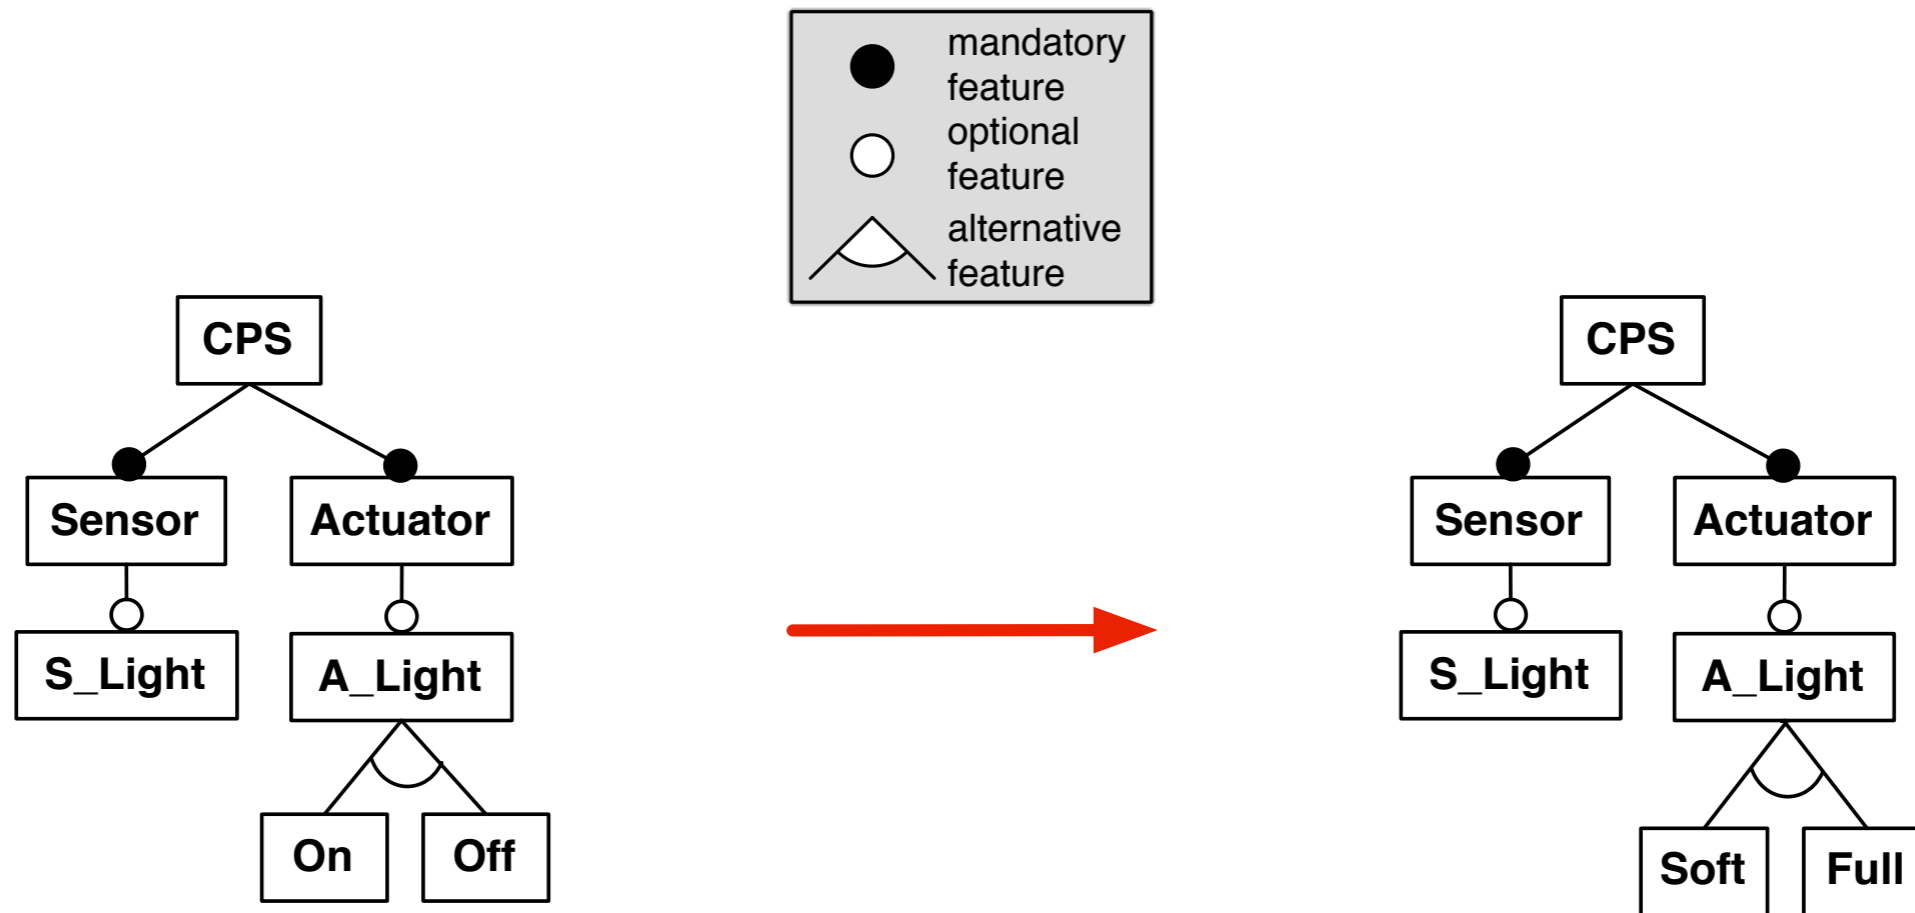 mandatory
feature
optional
feature
alternative
feature
CPS
Sensor
Actuator
S_Light
A_Light
On
Off
CPS
Sensor
Actuator
S_Light
A_Light
Soft
Full